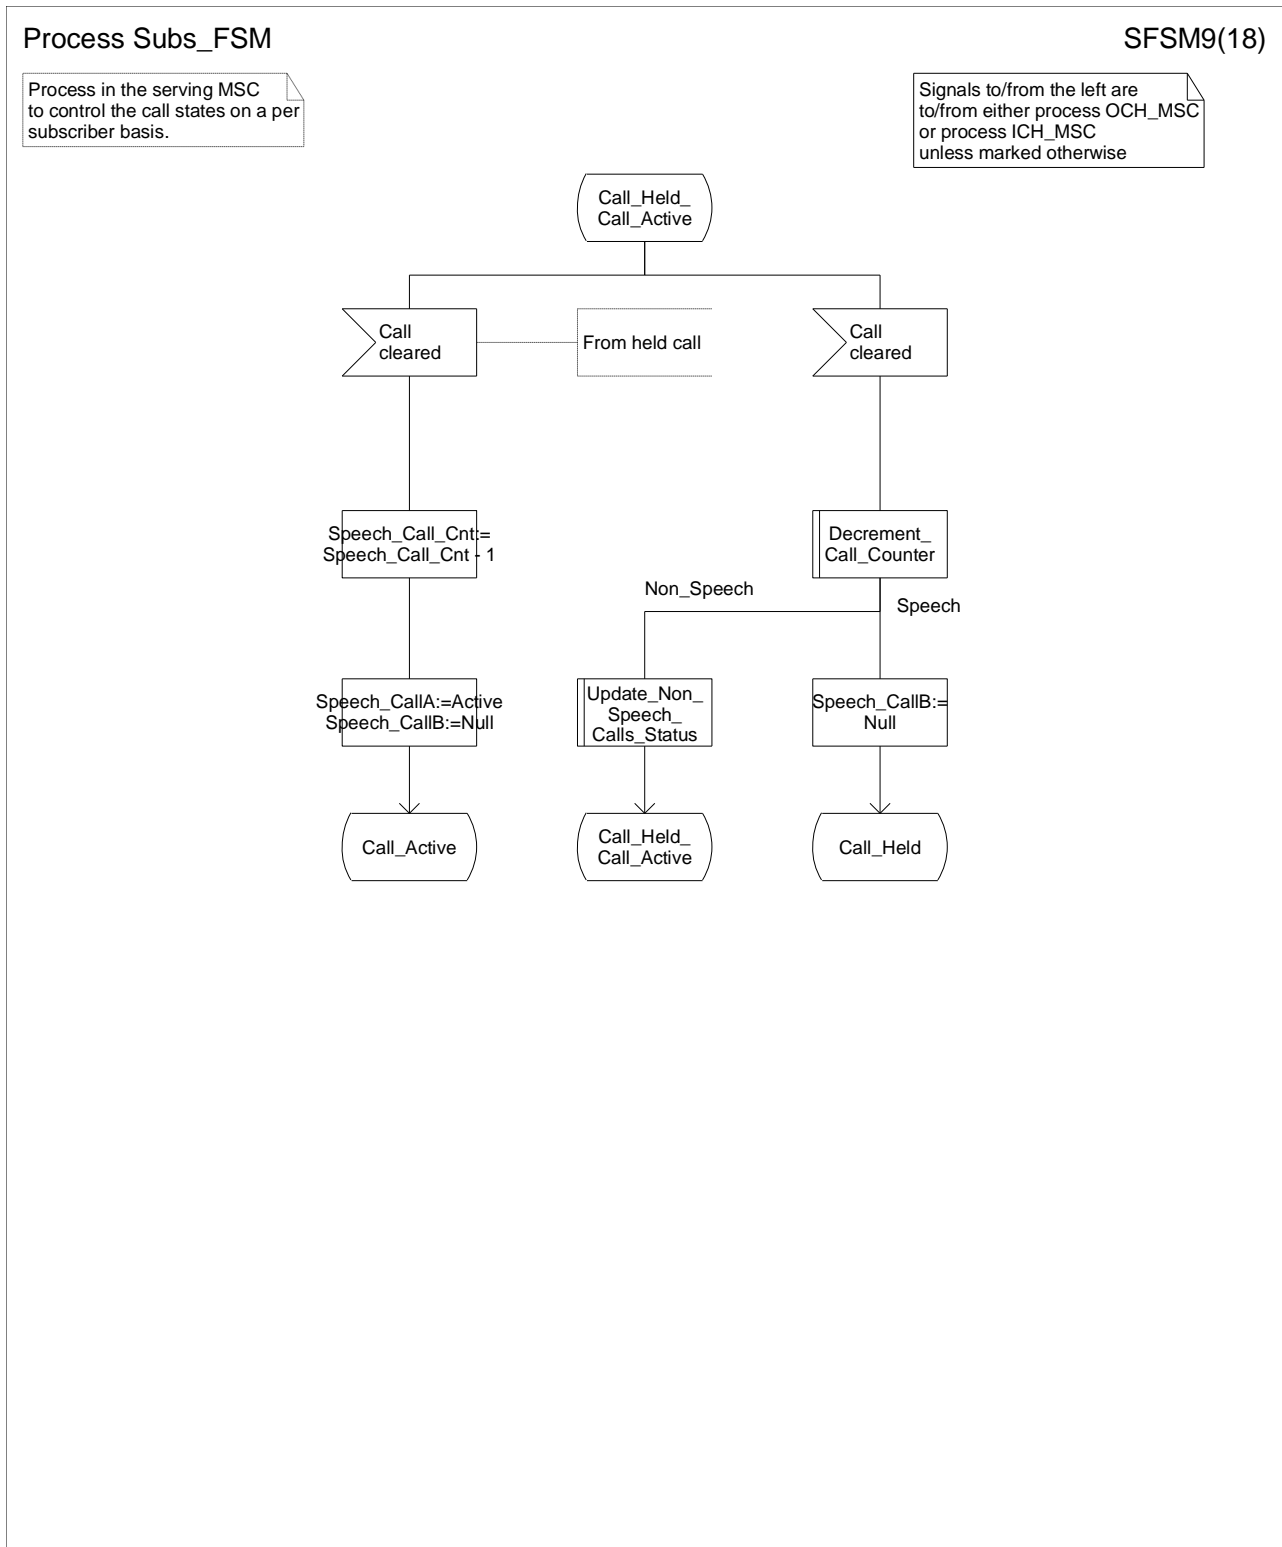 Process Subs_FSM
SFSM9(18)
Process in the serving MSC
to control the call states on a per
subscriber basis.
Signals to/from the left are
to/from either process OCH_MSC
or process ICH_MSC
unless marked otherwise
Call_Held_
Call_Active
Call
cleared
From held call
Call
cleared
Speech_Call_Cnt:=
Speech_Call_Cnt - 1
Decrement_
Call_Counter
Non_Speech
Speech
Speech_CallA:=Active
Speech_CallB:=Null
Update_Non_
Speech_
Calls_Status
Speech_CallB:=
Null
Call_Active
Call_Held_
Call_Active
Call_Held